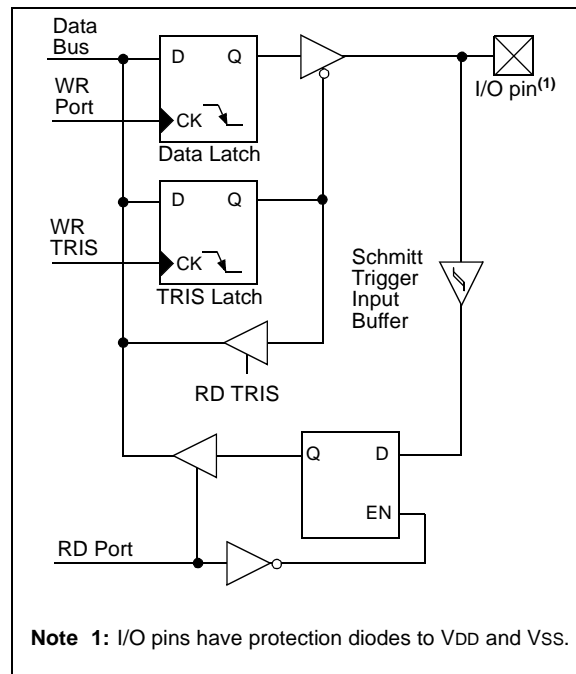 Data
Bus
D Q
WR
Port
CK
I/O pin(1)
Data Latch
D Q
WR
TRIS
CK
TRIS Latch
Schmitt
Trigger
Input
Buffer
RD TRIS
Q D
EN
RD Port
Note 1: I/O pins have protection diodes to VDD and VSS.